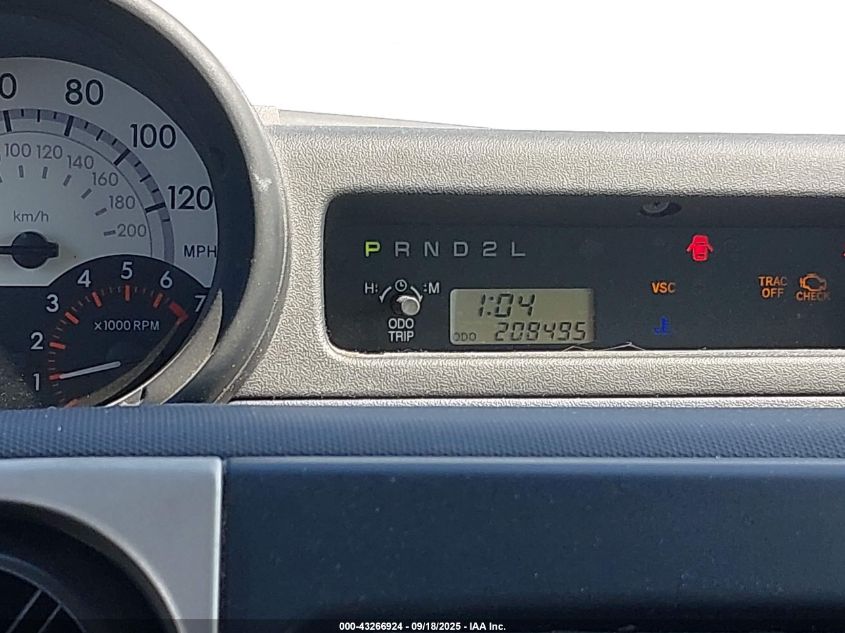 80
100
120
100 120 140 160 180 200
km/h
MPH
1 2 3 4 5 6 7
x1000 RPM
P R N D 2 L
H: :M
ODO
TRIP
1:04
ODO 208495
VSC
TRAC
OFF
CHECK
000-43266924 - 09/18/2025 - IAA Inc.